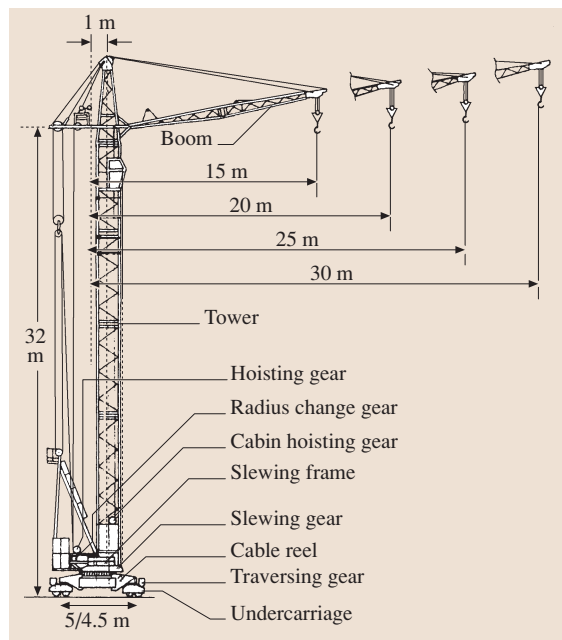 1 m
Boom
15 m
20 m
25 m
30 m
Tower
32
m
Hoisting gear
Radius change gear
Cabin hoisting gear
Slewing frame
Slewing gear
Cable reel
Traversing gear
Undercarriage
5/4.5 m